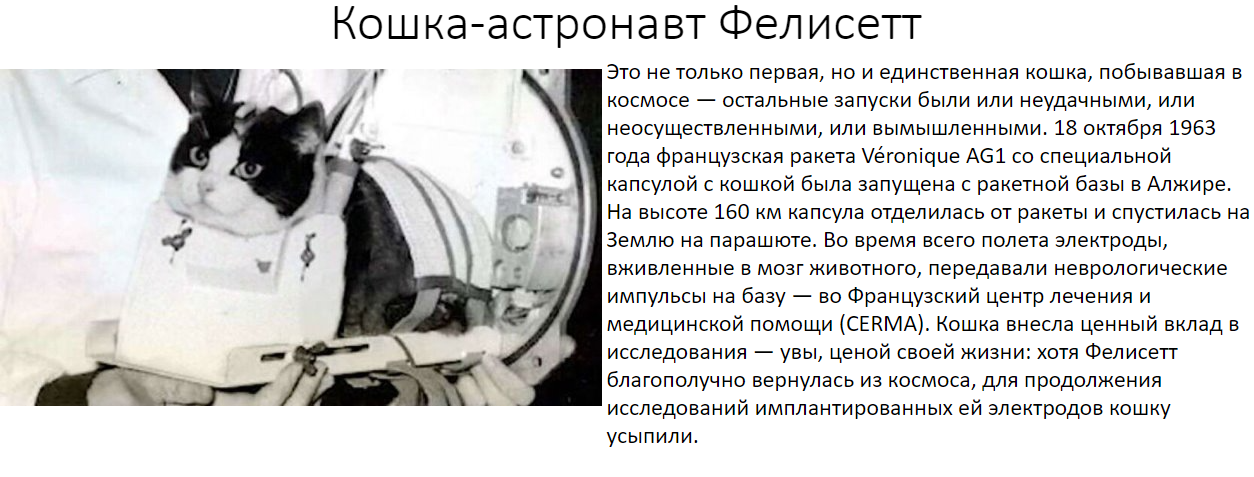 Кошка-астронавт Фелисетт
Это не только первая, но и единственная кошка, побывавшая в
космосе — остальные запуски были или неудачными, или
неосуществленными, или вымышленными. 18 октября 1963
года французская ракета Véronique AG1 со специальной
капсулой с кошкой была запущена с ракетной базы в Алжире.
На высоте 160 км капсула отделилась от ракеты и спустилась на
Землю на парашюте. Во время всего полета электроды,
вживленные в мозг животного, передавали неврологические
импульсы на базу — во Французский центр лечения и
медицинской помощи (CERMA). Кошка внесла ценный вклад в
исследования — увы, ценой своей жизни: хотя Фелисетт
благополучно вернулась из космоса, для продолжения
исследований имплантированных ей электродов кошку
усыпили.